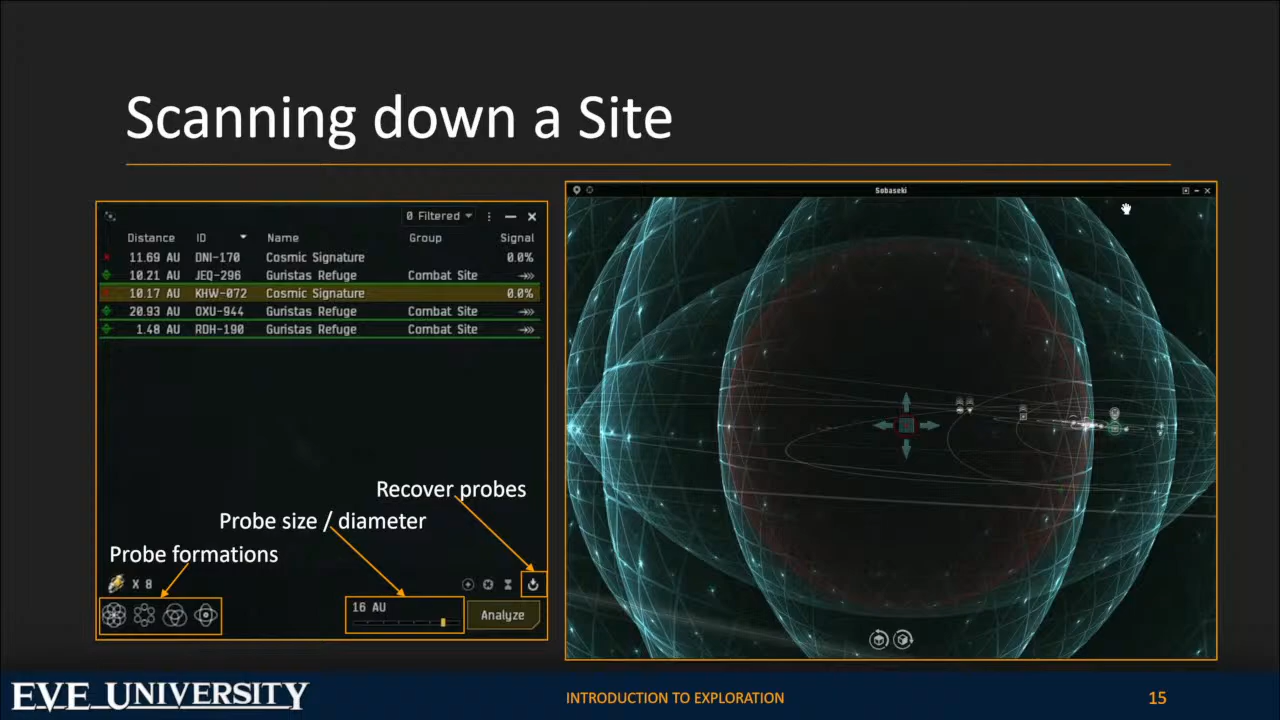 Scanning down a Site
0 Filtered
Distance ID Name Group Signal
11.69 AU DNI-170 Cosmic Signature 0.0%
10.21 AU JEQ-296 Guristas Refuge Combat Site
10.17 AU KHW-072 Cosmic Signature 0.0%
20.93 AU OXU-944 Guristas Refuge Combat Site
1.48 AU RDH-190 Guristas Refuge Combat Site
Recover probes
Probe size / diameter
Probe formations
X 8
16 AU
Analyze
Sobaseki
EVE UNIVERSITY
INTRODUCTION TO EXPLORATION
15